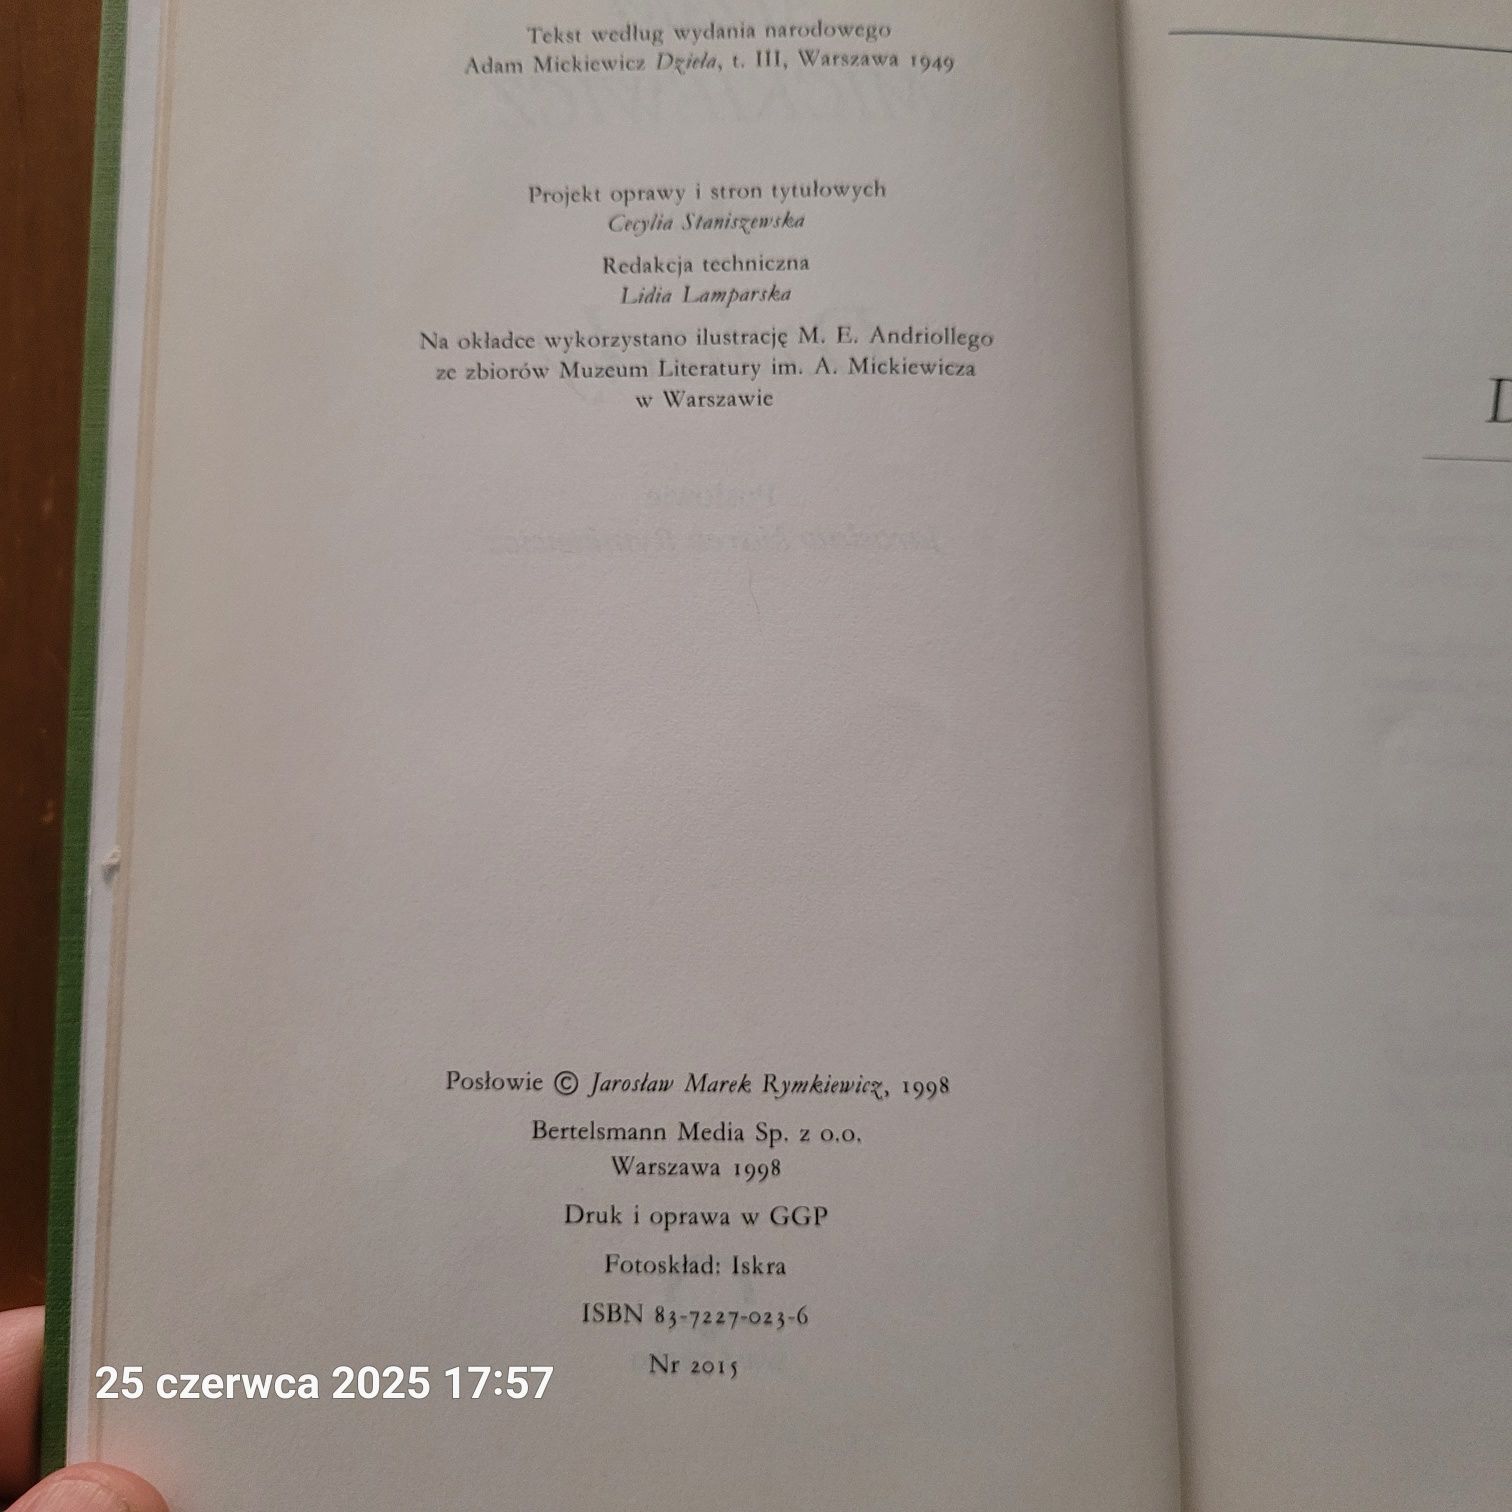 Tekst według wydania narodowego
Adam Mickiewicz Dzieła, t. III, Warszawa 1949
Projekt oprawy i stron tytułowych
Cecylia Staniszewska
Redakcja techniczna
Lidia Lamparska
Na okładce wykorzystano ilustrację M. E. Andriollego
ze zbiorów Muzeum Literatury im. A. Mickiewicza
w Warszawie
Posłowie © Jarosław Marek Rymkiewicz, 1998
Bertelsmann Media Sp. z o.o.
Warszawa 1998
Druk i oprawa w GGP
Fotoskład: Iskra
ISBN 83-7227-023-6
Nr 2015
25 czerwca 2025 17:57